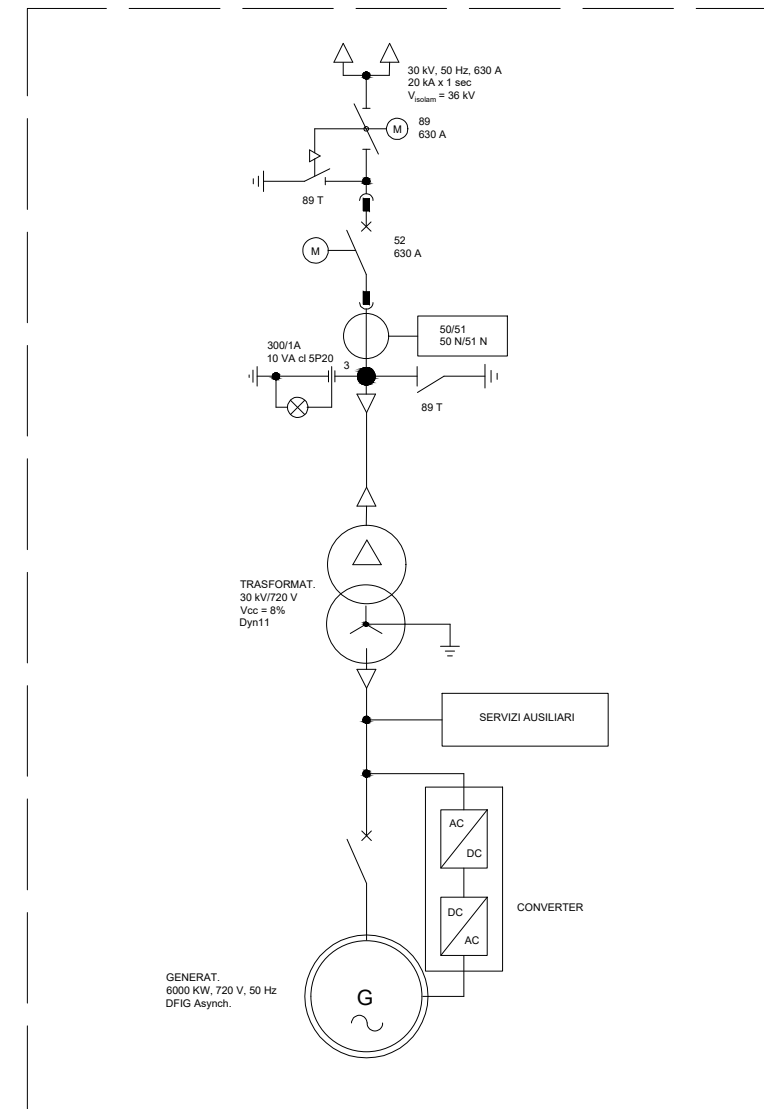 30 kV, 50 Hz, 630 A
20 kA x 1 sec
Visolam = 36 kV
M
89
630 A
89 T
M
52
630 A
50/51
50 N/51 N
300/1A
10 VA cl 5P20
3
89 T
TRASFORMAT.
30 kV/720 V
Vcc = 8%
Dyn11
SERVIZI AUSILIARI
AC
DC
DC
AC
CONVERTER
GENERAT.
6000 KW, 720 V, 50 Hz
DFIG Asynch.
G